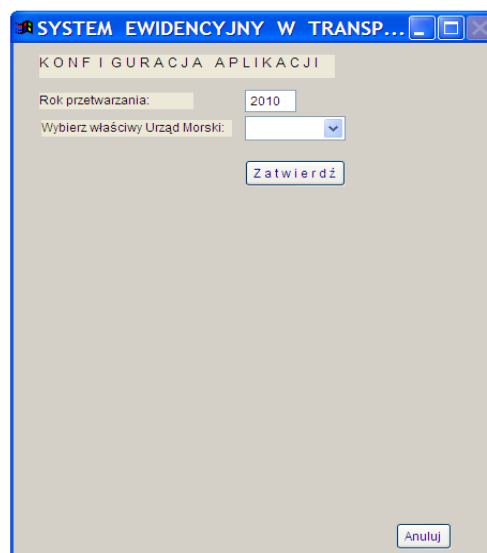 SYSTEM EWIDENCYJNY W TRANSP...
KONFIGURACJA APLIKACJI
Rok przetwarzania: 2010
Wybierz właściwy Urząd Morski:
Zatwierdź
Anuluj